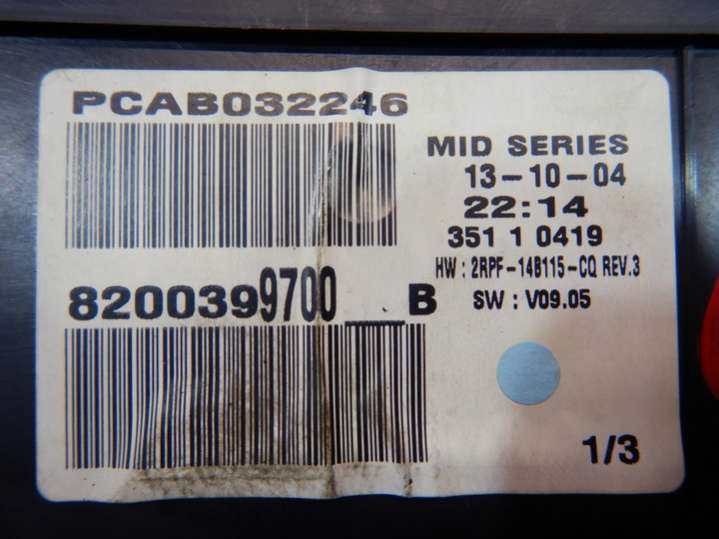 PCAB032246
MID SERIES
13-10-04
22:14
351 1 0419
HW : 2RPF-14B115-CQ REV.3
SW : V09.05
8200399700__B
1/3